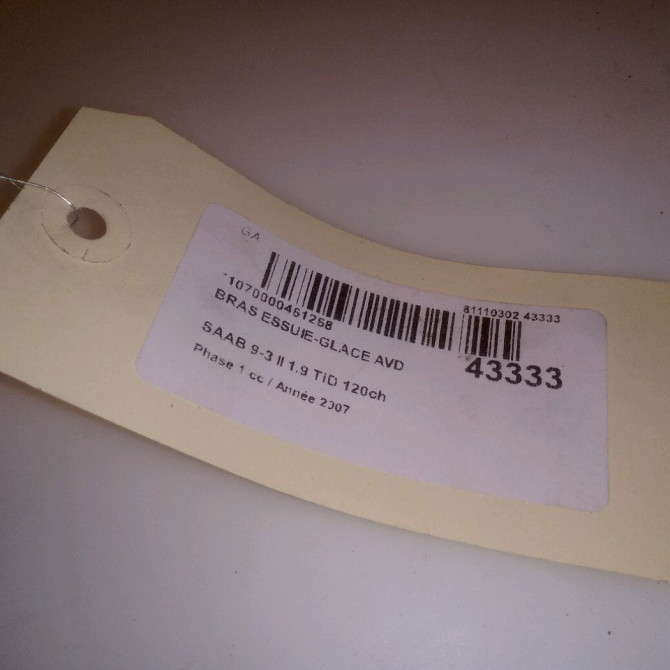 GA
*1070000461268
81110302 43333
BRAS ESSUIE-GLACE AVD
43333
SAAB 9-3 II 1.9 TiD 120ch
Phase 1 cc / Année 2007